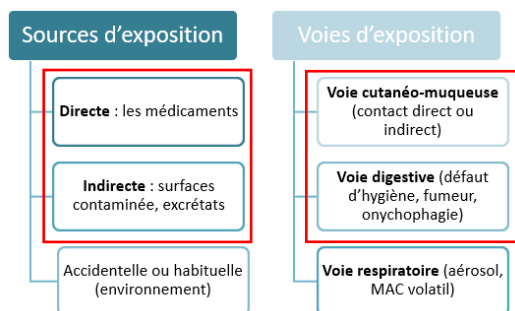 Sources d’exposition
Directe : les médicaments
Indirecte : surfaces
contaminée, excrétats
Accidentelle ou habituelle
(environnement)
Voies d’exposition
Voie cutanéo-muqueuse
(contact direct ou
indirect)
Voie digestive (défaut
d’hygiène, fumeur,
onychophagie)
Voie respiratoire (aérosol,
MAC volatil)